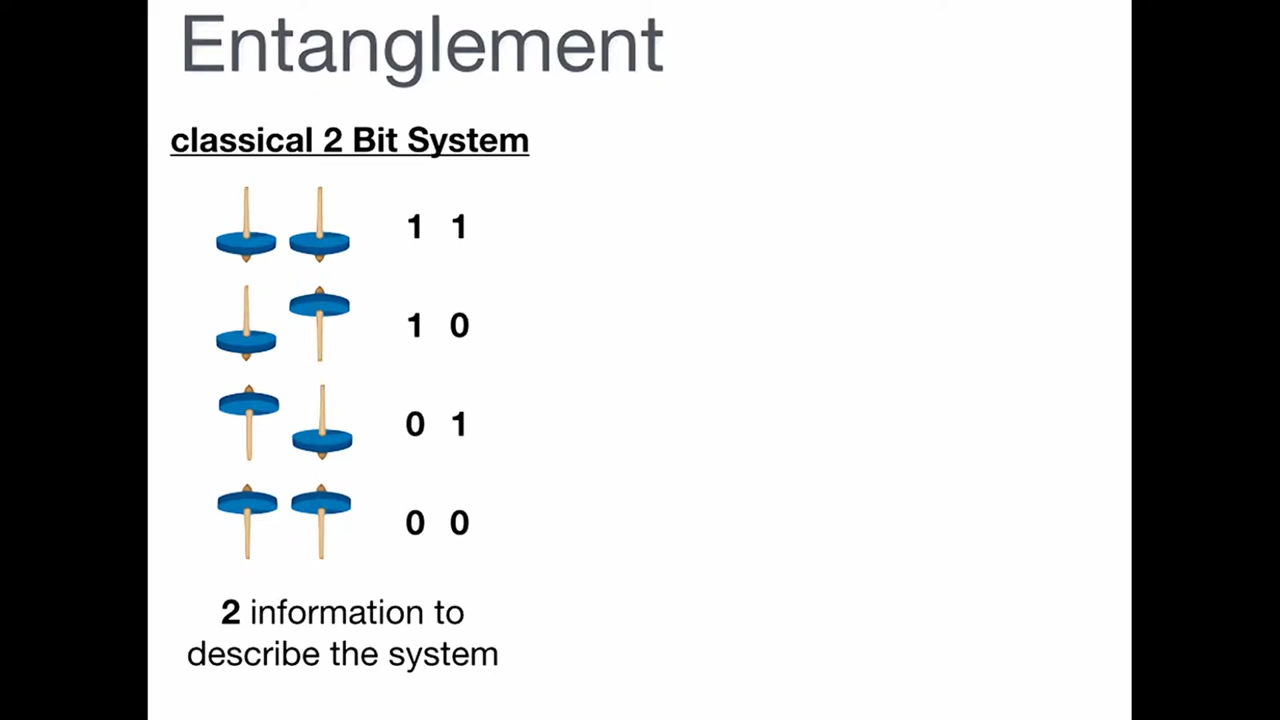 Entanglement
classical 2 Bit System
1 1
1 0
0 1
0 0
2 information to
describe the system